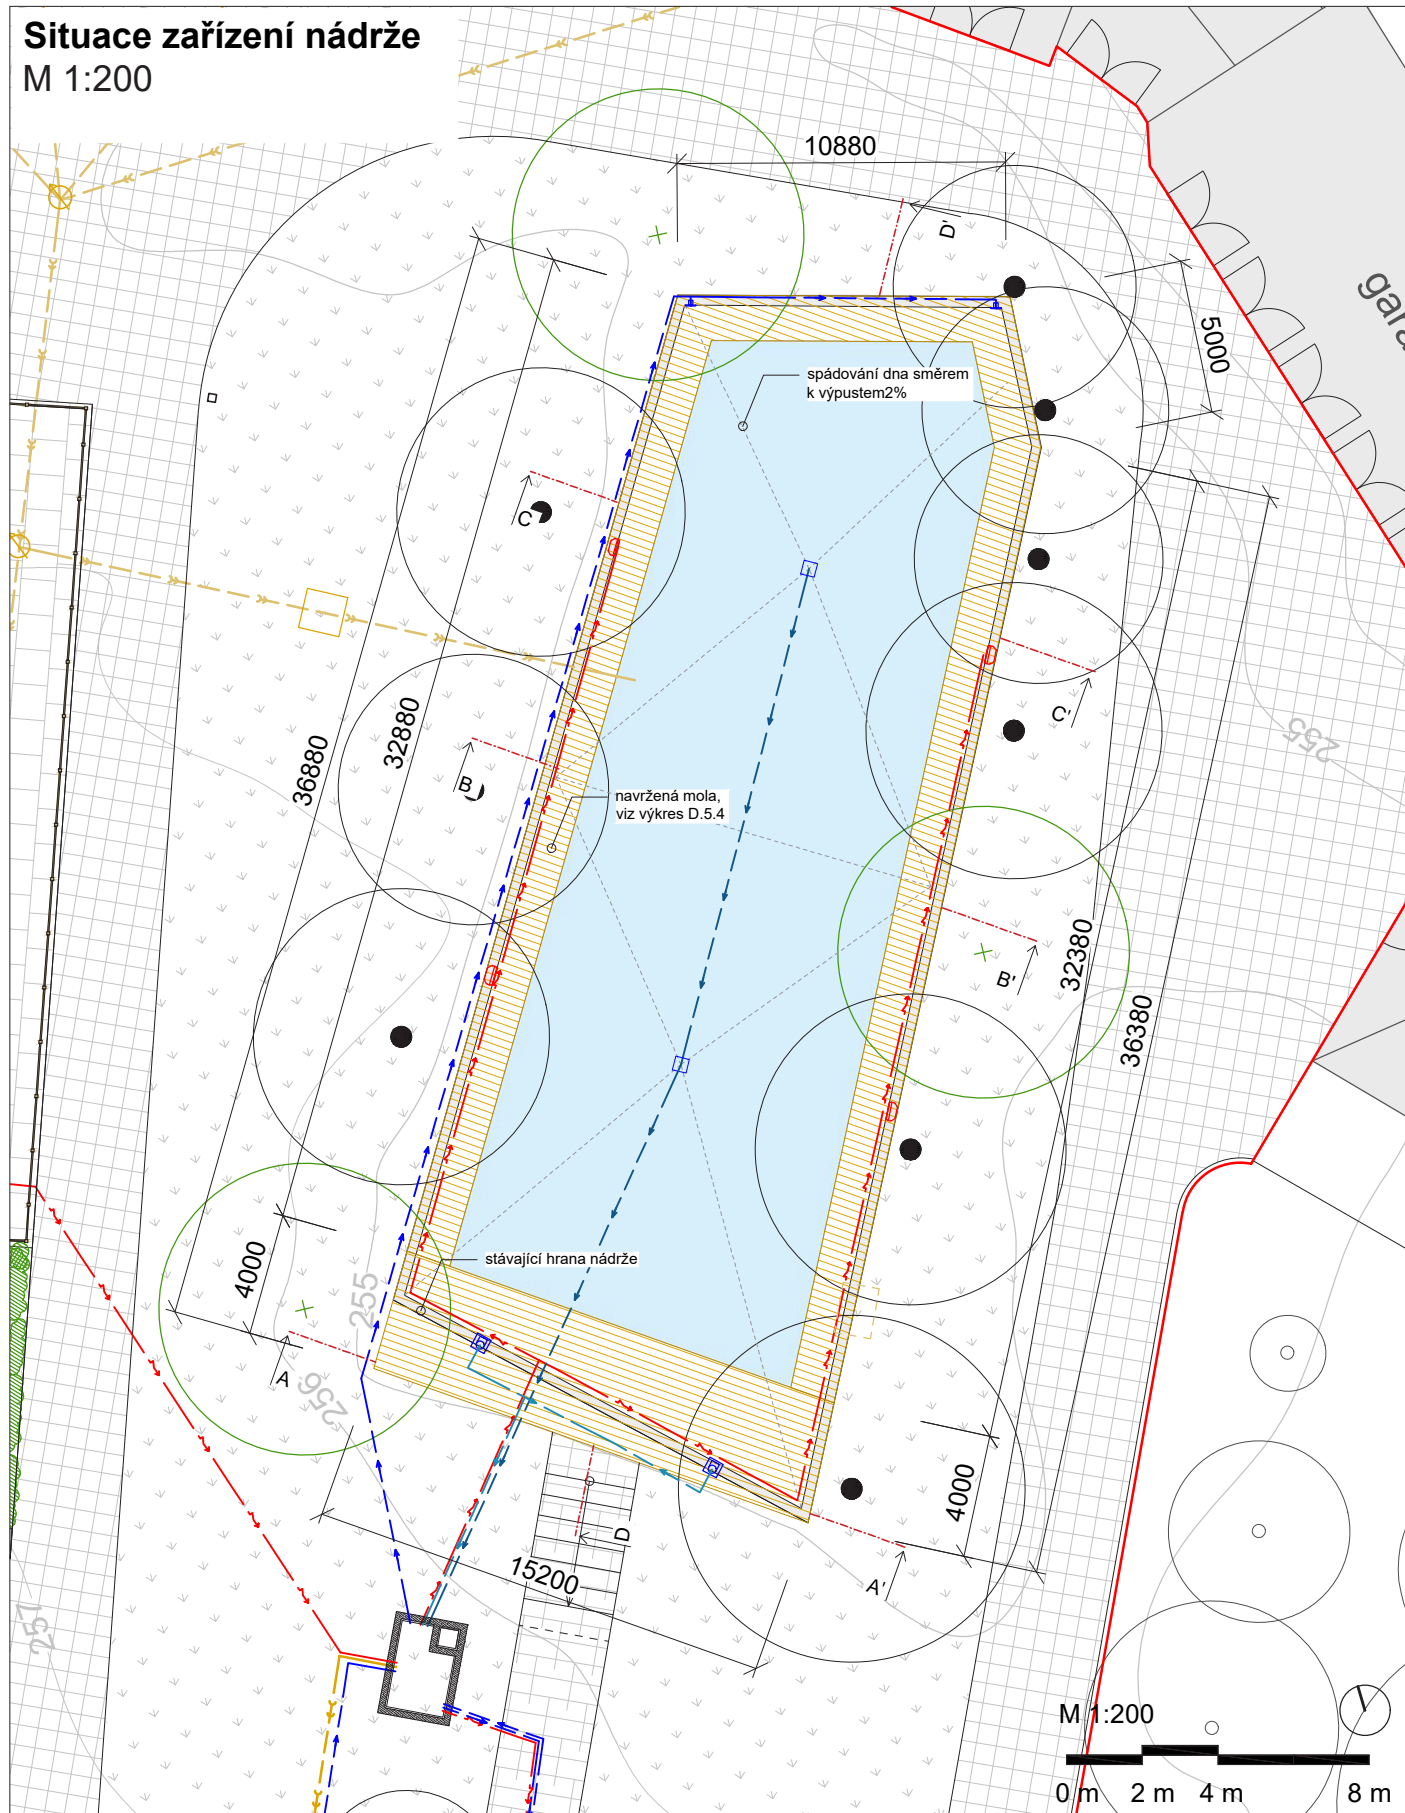 Situace zařízení nádrže
M 1:200
10880
D'
5000
spádování dna směrem
k výpustem2%
C
C'
255
36880
32880
B
navržená mola,
viz výkres D.5.4
32380
B'
36380
4000
stávající hrana nádrže
255
A
256
4000
D
15200
A'
257
M 1:200
0 m 2 m 4 m 8 m